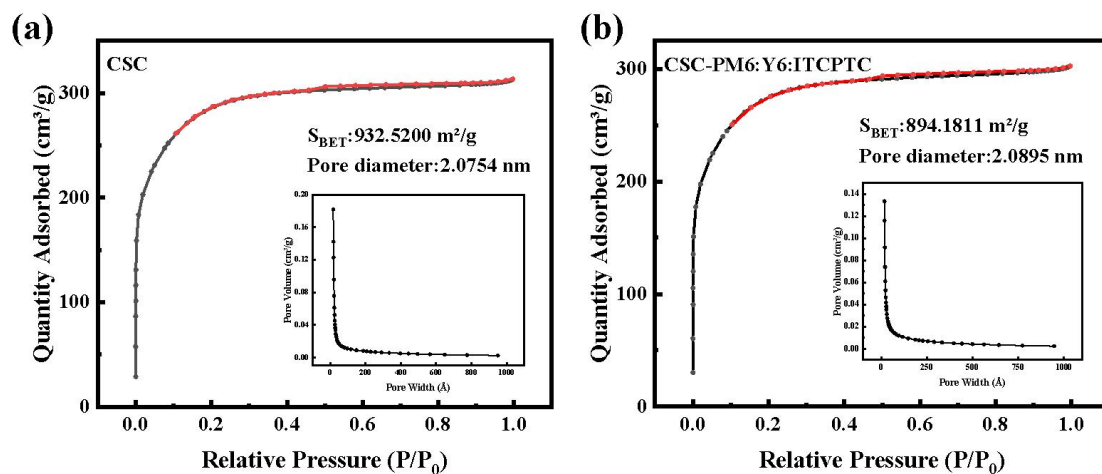 (a)
CSC
S_BET:932.5200 m²/g
Pore diameter:2.0754 nm
Quantity Adsorbed (cm³/g)
300
200
100
0
0.0 0.2 0.4 0.6 0.8 1.0
Relative Pressure (P/P₀)
Pore Volume (cm³/g)
0.20
0.16
0.12
0.08
0.04
0.00
0 200 400 600 800 1000
Pore Width (Å)
(b)
CSC-PM6:Y6:ITCPTC
S_BET:894.1811 m²/g
Pore diameter:2.0895 nm
Quantity Adsorbed (cm³/g)
300
200
100
0
0.0 0.2 0.4 0.6 0.8 1.0
Relative Pressure (P/P₀)
Pore Volume (cm³/g)
0.14
0.12
0.10
0.08
0.06
0.04
0.02
0.00
0 250 500 750 1000
Pore Width (Å)